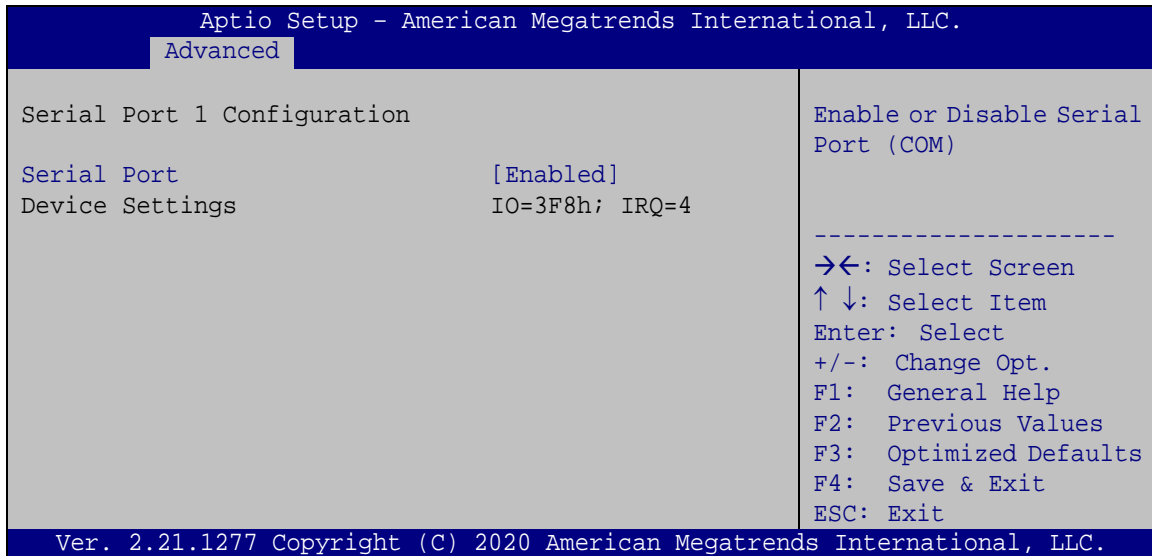 Aptio Setup – American Megatrends International, LLC.
Advanced
Serial Port 1 Configuration
Serial Port [Enabled]
Device Settings IO=3F8h; IRQ=4
Enable or Disable Serial
Port (COM)
---------------------
→←: Select Screen
↑ ↓: Select Item
Enter: Select
+/-: Change Opt.
F1: General Help
F2: Previous Values
F3: Optimized Defaults
F4: Save & Exit
ESC: Exit
Ver. 2.21.1277 Copyright (C) 2020 American Megatrends International, LLC.